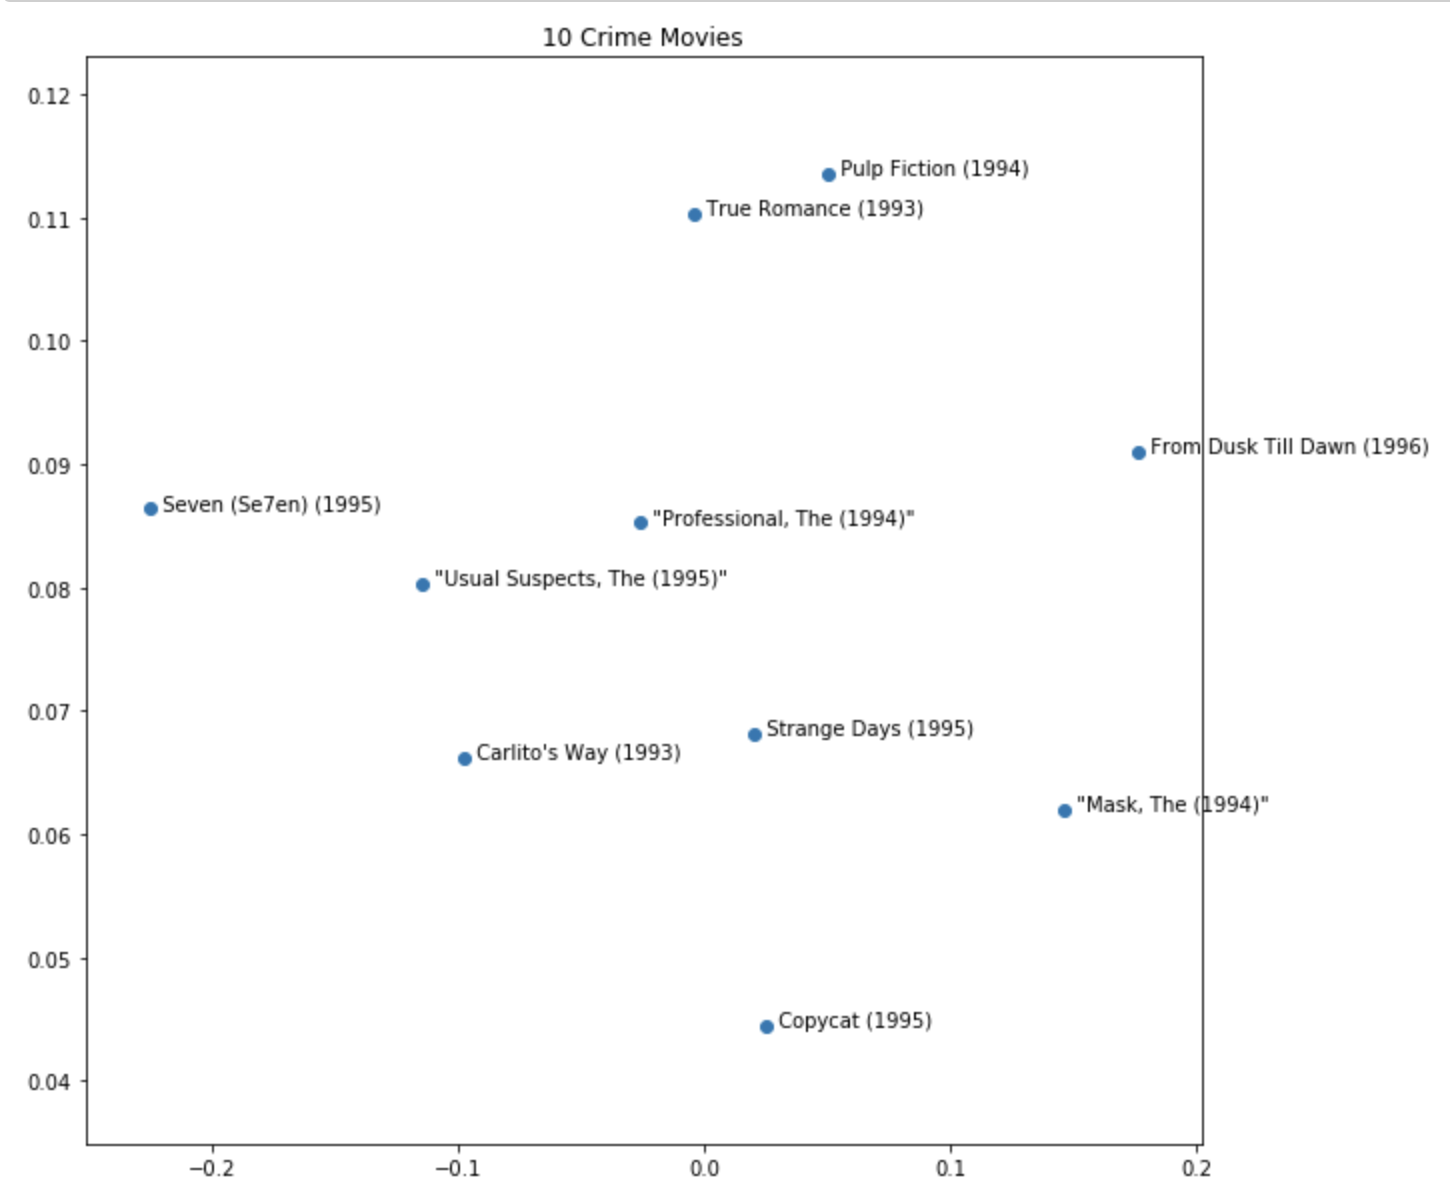 10 Crime Movies
0.12
Pulp Fiction (1994)
True Romance (1993)
0.11
0.10
From Dusk Till Dawn (1996)
0.09
Seven (Se7en) (1995)
"Professional, The (1994)"
"Usual Suspects, The (1995)"
0.08
Strange Days (1995)
0.07
Carlito's Way (1993)
"Mask, The (1994)"
0.06
0.05
Copycat (1995)
0.04
−0.2 −0.1 0.0 0.1 0.2